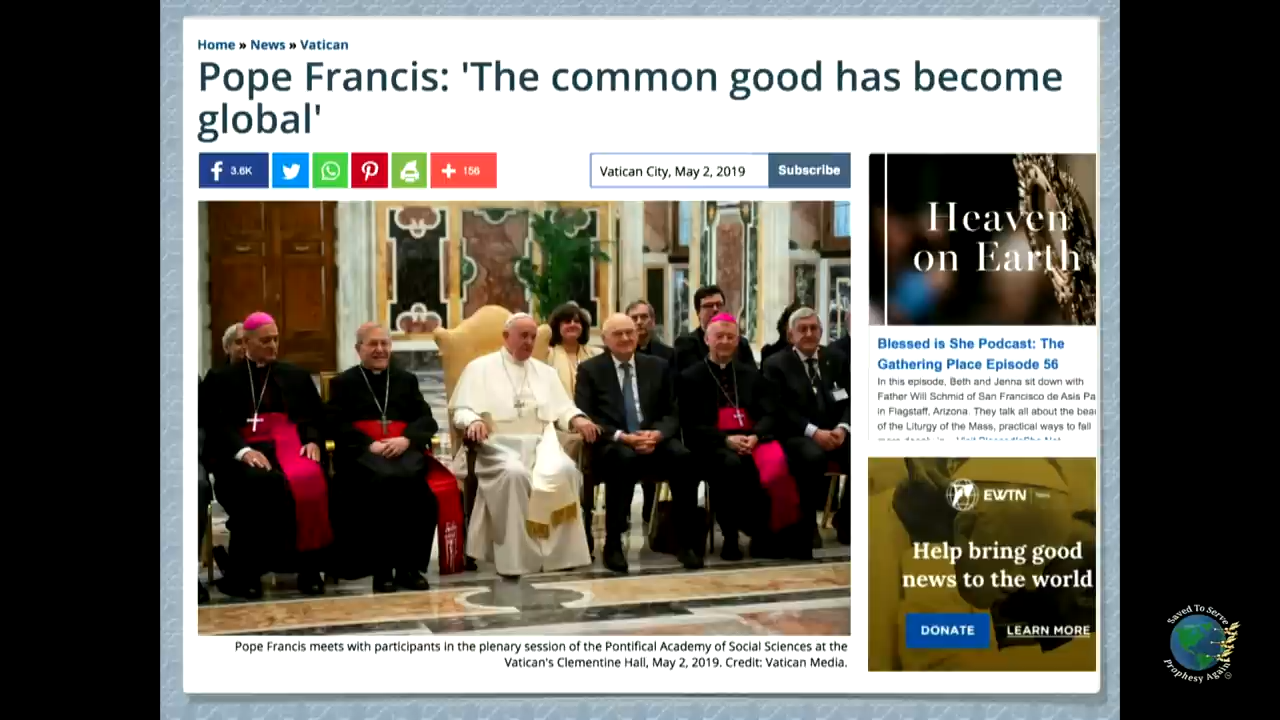 Home » News » Vatican
Pope Francis: 'The common good has become
global'
3.6K
156
Vatican City, May 2, 2019
Subscribe
Heaven
on Earth
Blessed is She Podcast: The
Gathering Place Episode 56
In this episode, Beth and Jenna sit down with
Father Will Schmid of San Francisco de Asis Pa
in Flagstaff, Arizona. They talk all about the beau
of the Liturgy of the Mass, practical ways to fall
EWTN
Help bring good
news to the world
DONATE
LEARN MORE
Pope Francis meets with participants in the plenary session of the Pontifical Academy of Social Sciences at the
Vatican's Clementine Hall, May 2, 2019. Credit: Vatican Media.
Saved To Serve
Prophesy Again